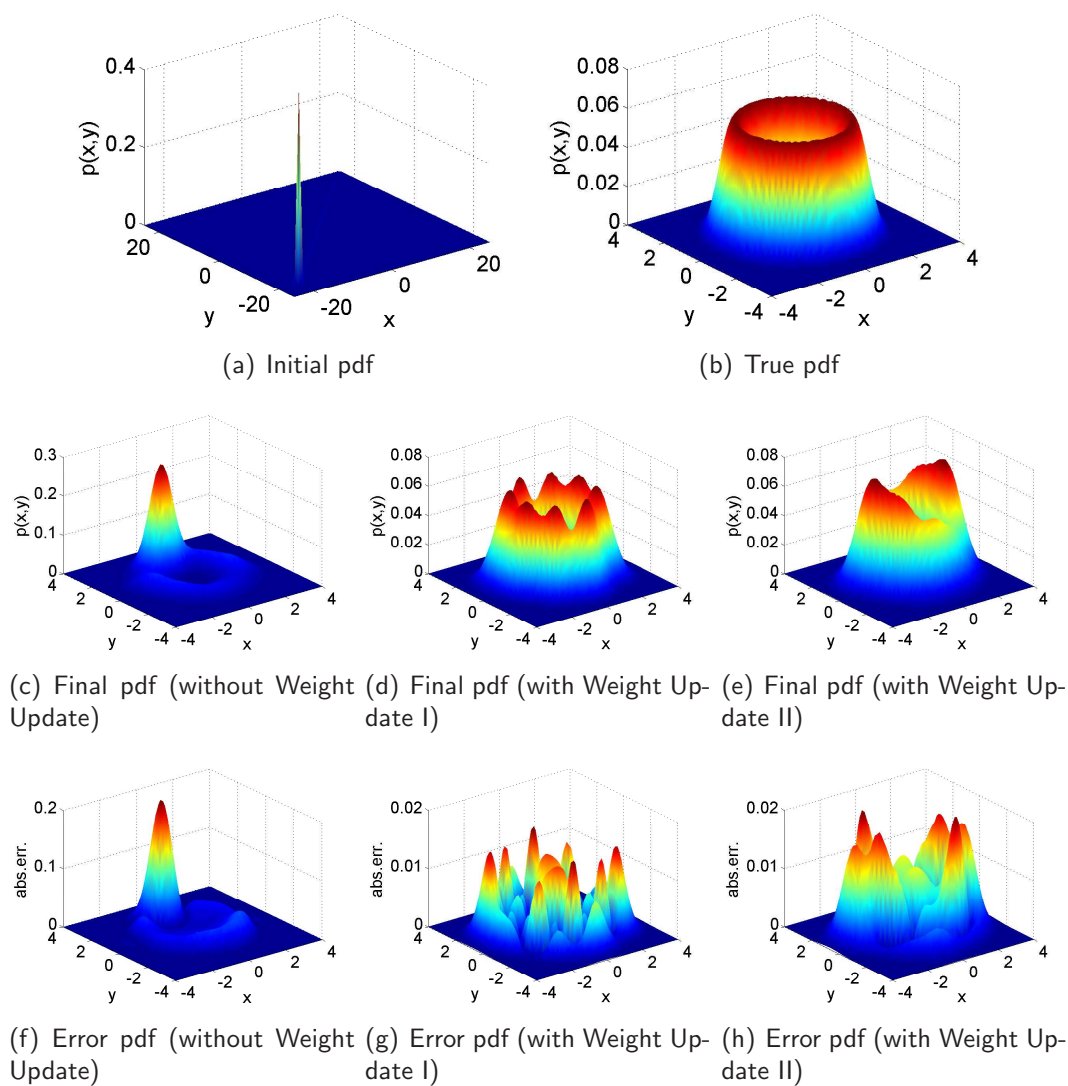 0.4
0.2
0
p(x,y)
20
0
-20
y
-20
0
20
x
(a) Initial pdf
0.08
0.06
0.04
0.02
0
p(x,y)
4
2
0
-2
-4
y
-4
-2
0
2
4
x
(b) True pdf
0.3
0.2
0.1
0
p(x,y)
4
2
0
-2
-4
y
-4
-2
0
2
4
x
(c) Final pdf (without Weight
Update)
0.08
0.06
0.04
0.02
0
p(x,y)
4
2
0
-2
-4
y
-4
-2
0
2
4
x
(d) Final pdf (with Weight Up-
date I)
0.08
0.06
0.04
0.02
0
p(x,y)
4
2
0
-2
-4
y
-4
-2
0
2
4
x
(e) Final pdf (with Weight Up-
date II)
0.2
0.1
0
abs.err.
4
2
0
-2
-4
y
-4
-2
0
2
4
x
(f) Error pdf (without Weight
Update)
0.02
0.01
0
abs.err.
4
2
0
-2
-4
y
-4
-2
0
2
4
x
(g) Error pdf (with Weight Up-
date I)
0.02
0.01
0
abs.err.
4
2
0
-2
-4
y
-4
-2
0
2
4
x
(h) Error pdf (with Weight Up-
date II)